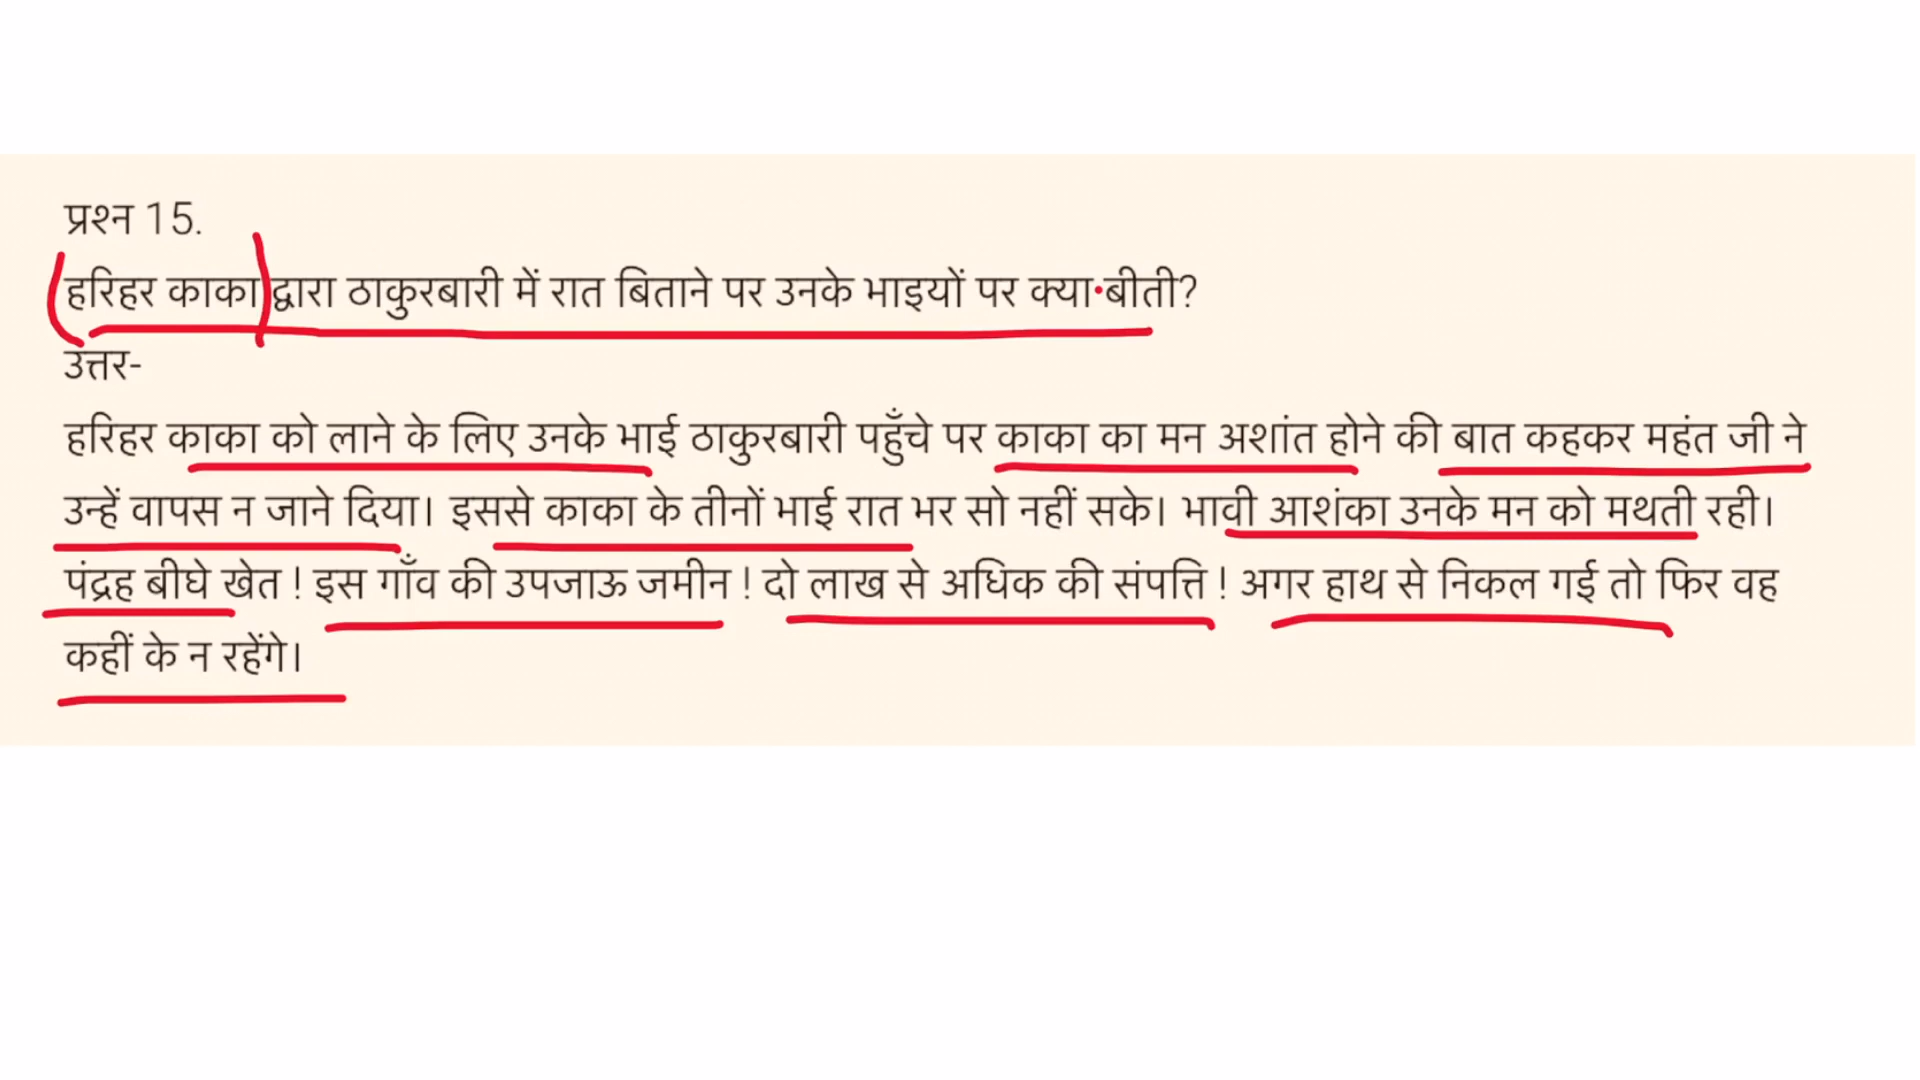 प्रश्न 15.
हरिहर काका द्वारा ठाकुरबारी में रात बिताने पर उनके भाइयों पर क्या बीती?
उत्तर-
हरिहर काका को लाने के लिए उनके भाई ठाकुरबारी पहुँचे पर काका का मन अशांत होने की बात कहकर महंत जी ने
उन्हें वापस न जाने दिया। इससे काका के तीनों भाई रात भर सो नहीं सके। भावी आशंका उनके मन को मथती रही।
पंद्रह बीघे खेत ! इस गाँव की उपजाऊ जमीन ! दो लाख से अधिक की संपत्ति ! अगर हाथ से निकल गई तो फिर वह
कहीं के न रहेंगे।